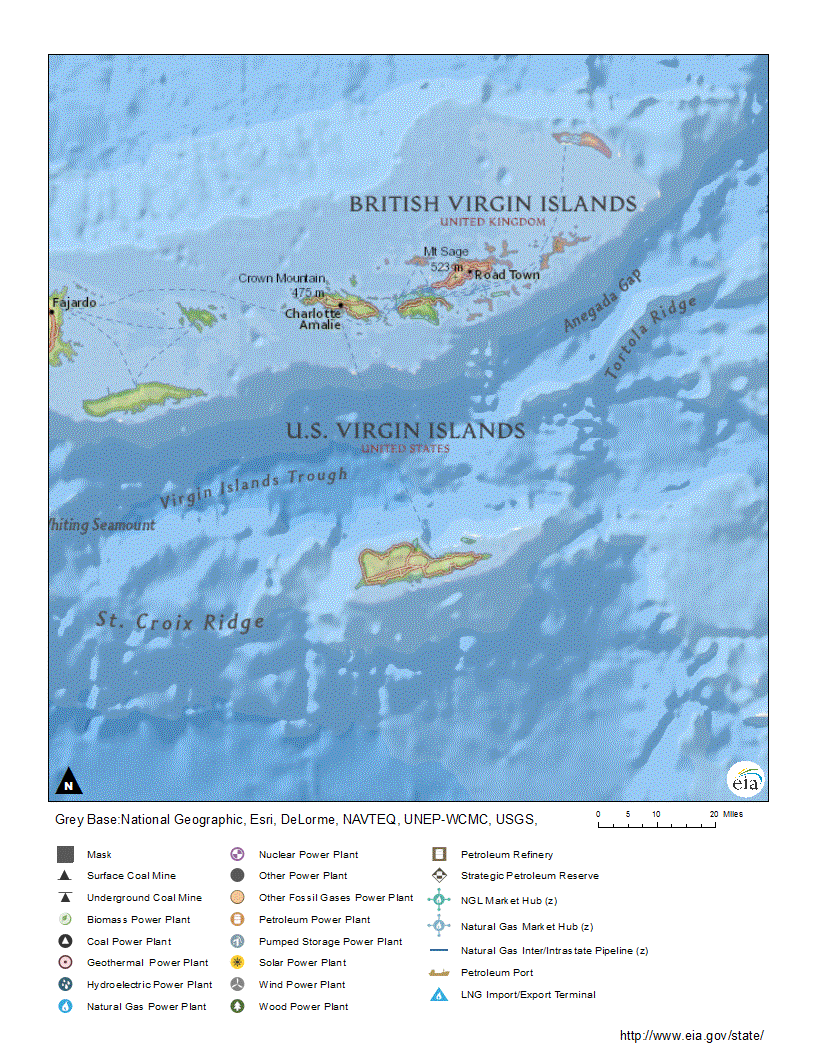 BRITISH VIRGIN ISLANDS
UNITED KINGDOM
Mt Sage
523 m
Road Town
Crown Mountain
475 m
Charlotte
Amalie
Fajardo
Anegada Gap
Tortola Ridge
U.S. VIRGIN ISLANDS
UNITED STATES
Virgin Islands Trough
hiting Seamount
St. Croix Ridge
N
eia
Grey Base:National Geographic, Esri, DeLorme, NAVTEQ, UNEP-WCMC, USGS,
0 5 10 20 Miles
Mask
Surface Coal Mine
Underground Coal Mine
Biomass Power Plant
Coal Power Plant
Geothermal Power Plant
Hydroelectric Power Plant
Natural Gas Power Plant
Nuclear Power Plant
Other Power Plant
Other Fossil Gases Power Plant
Petroleum Power Plant
Pumped Storage Power Plant
Solar Power Plant
Wind Power Plant
Wood Power Plant
Petroleum Refinery
Strategic Petroleum Reserve
NGL Market Hub (z)
Natural Gas Market Hub (z)
Natural Gas Inter/Intrastate Pipeline (z)
Petroleum Port
LNG Import/Export Terminal
http://www.eia.gov/state/